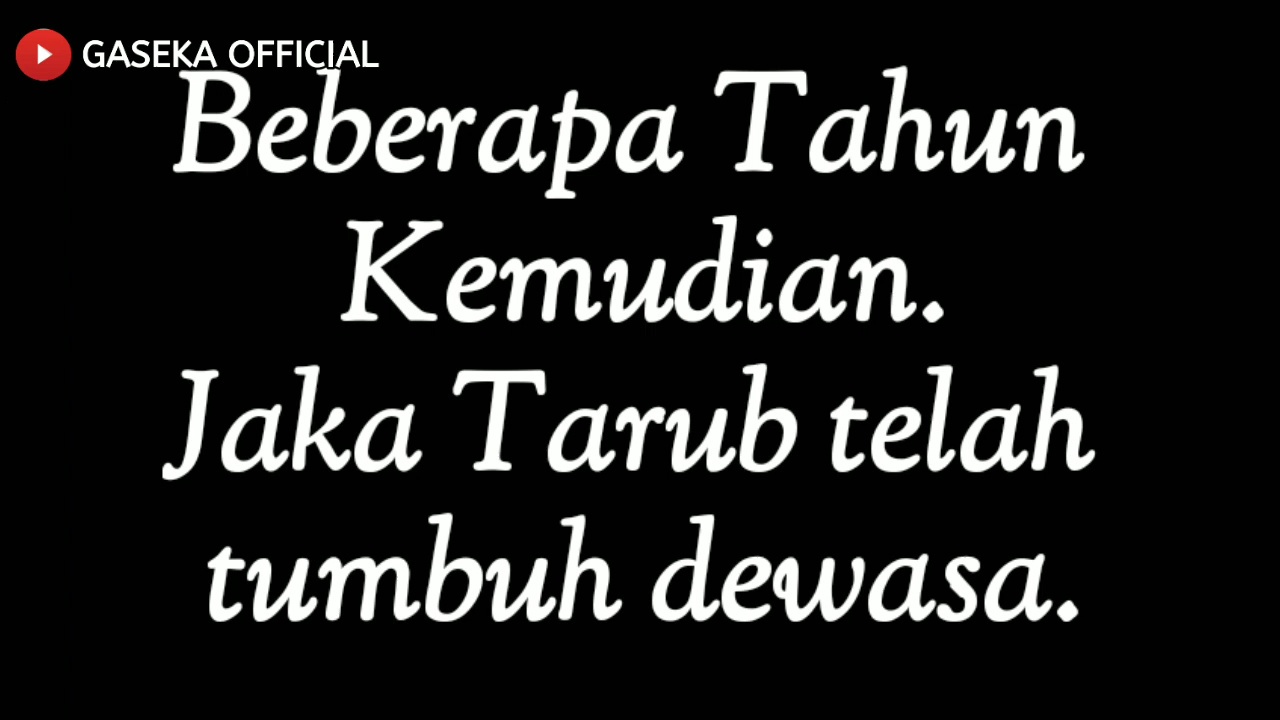 GASEKA OFFICIAL
Beberapa Tahun
Kemudian.
Jaka Tarub telah
tumbuh dewasa.